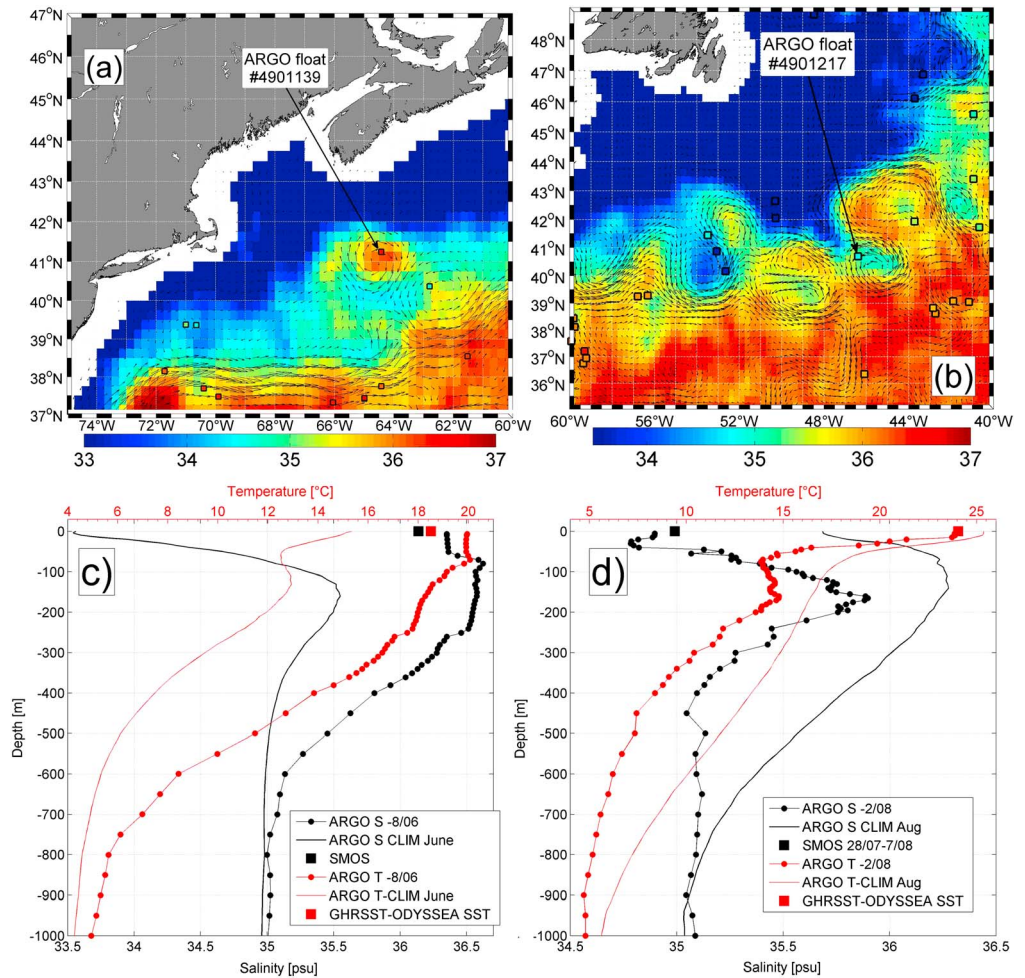 47°N
46°N
45°N
44°N
43°N
42°N
41°N
40°N
39°N
38°N
37°N
(a)
ARGO float
#4901139
75°W 72°W 70°W 67°W 65°W 62°W 60°W
33 34 35 36 37
48°N
47°N
46°N
45°N
44°N
43°N
42°N
41°N
40°N
39°N
38°N
37°N
36°N
ARGO float
#4901217
(b)
60°W 56°W 52°W 48°W 44°W 40°W
34 35 36 37
Temperature [°C]
4 6 8 10 12 14 16 18 20
0
-100
-200
-300
-400
-500
-600
-700
-800
-900
-1000
Depth [m]
c)
ARGO S -8/06
ARGO S CLIM June
SMOS
ARGO T -8/06
ARGO T-CLIM June
GHRSST-ODYSSEA SST
33.5 34 34.5 35 35.5 36 36.5
Salinity [psu]
Temperature [°C]
5 10 15 20 25
0
-100
-200
-300
-400
-500
-600
-700
-800
-900
-1000
Depth [m]
d)
ARGO S -2/08
ARGO S CLIM Aug
SMOS 28/07-7/08
ARGO T -2/08
ARGO T-CLIM Aug
GHRSST-ODYSSEA SST
34.5 35 35.5 36 36.5
Salinity [psu]